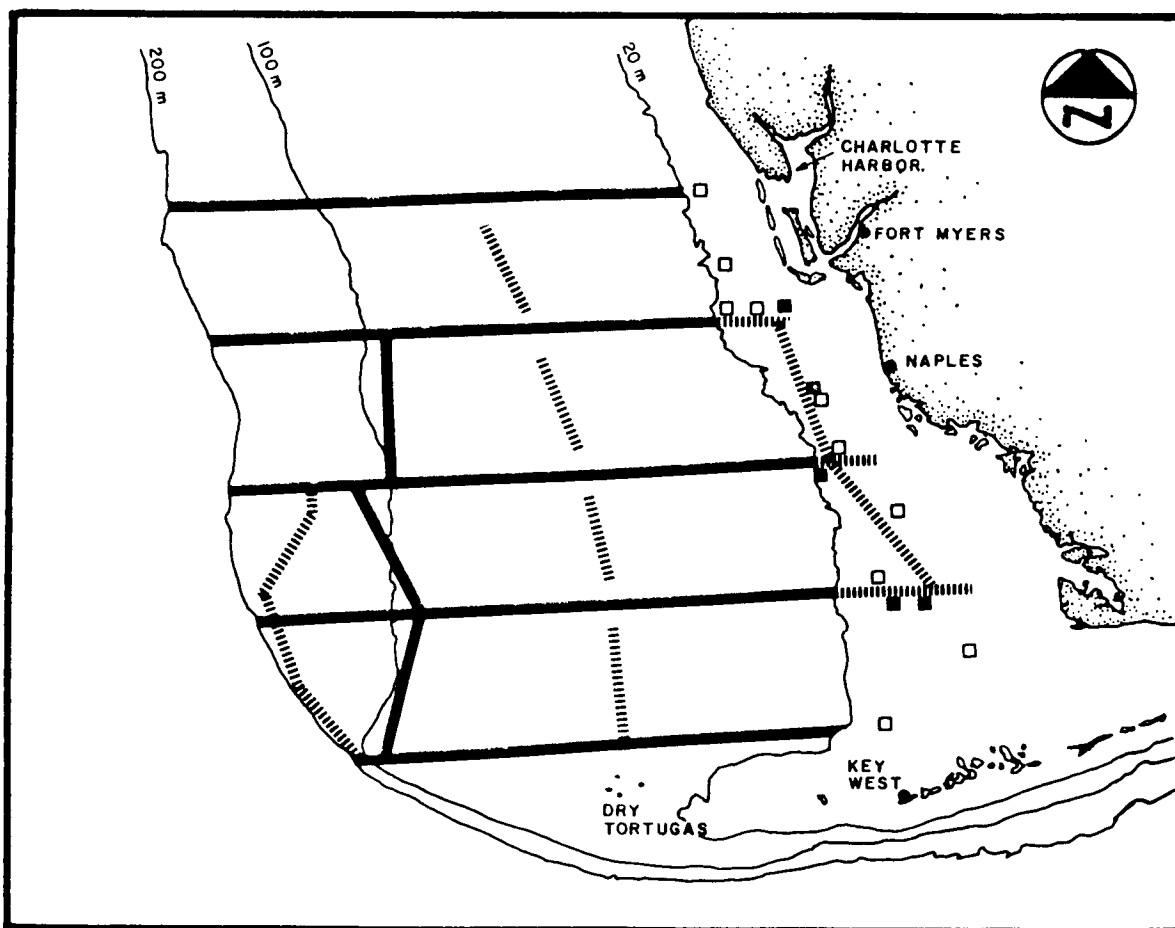 200 m
100 m
20 m
N
CHARLOTTE
HARBOR.
FORT MYERS
NAPLES
KEY
WEST
DRY
TORTUGAS